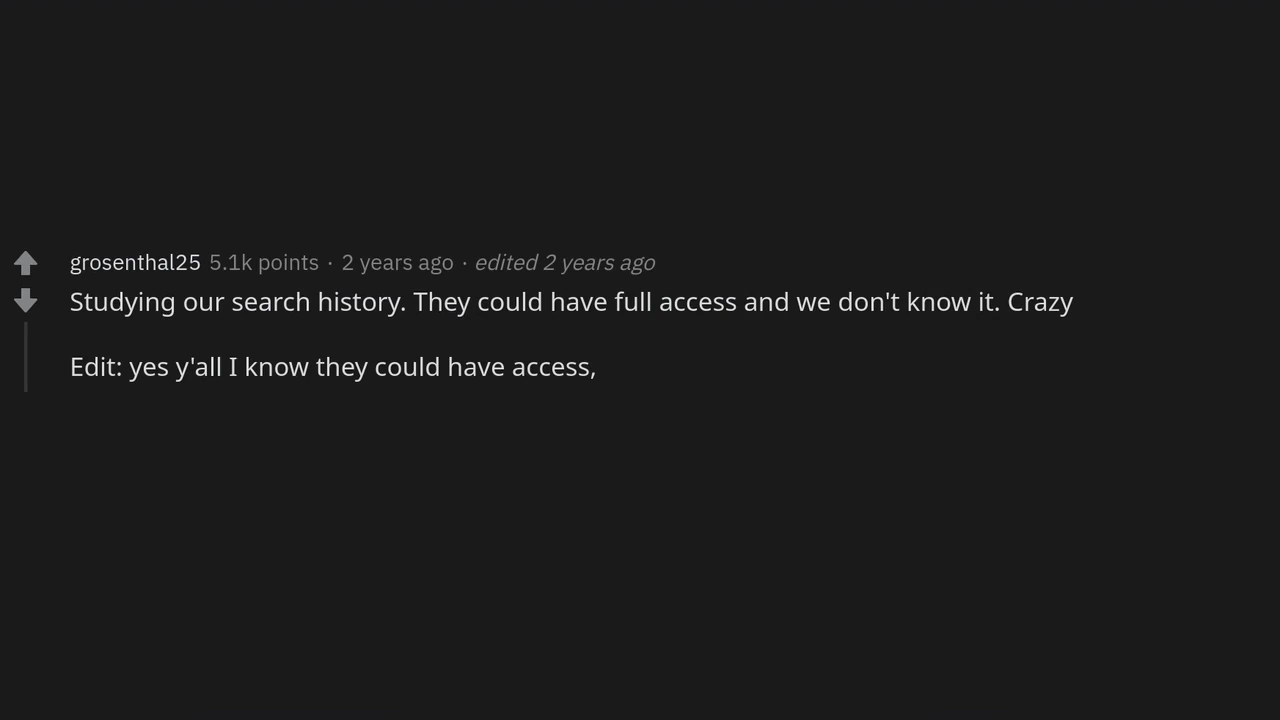 grosenthal25 5.1k points · 2 years ago · edited 2 years ago
Studying our search history. They could have full access and we don't know it. Crazy
Edit: yes y'all I know they could have access,